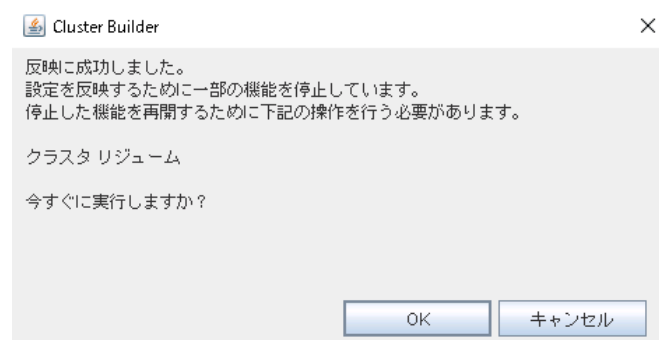 Cluster Builder
反映に成功しました。
設定を反映するために一部の機能を停止しています。
停止した機能を再開するために下記の操作を行う必要があります。
クラスタ リジューム
今すぐに実行しますか？
OK
キャンセル